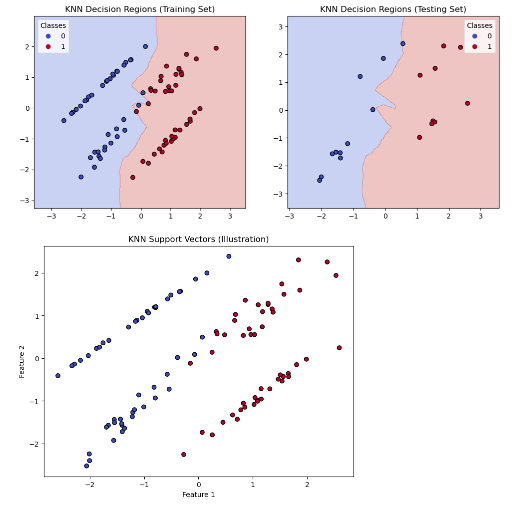 KNN Decision Regions (Training Set)
Classes
0
1
3
2
1
0
−1
−2
−3
−3 −2 −1 0 1 2 3
KNN Decision Regions (Testing Set)
Classes
0
1
3
2
1
0
−1
−2
−3
−3 −2 −1 0 1 2 3
KNN Support Vectors (Illustration)
Feature 2
2
1
0
−1
−2
−2 −1 0 1 2
Feature 1